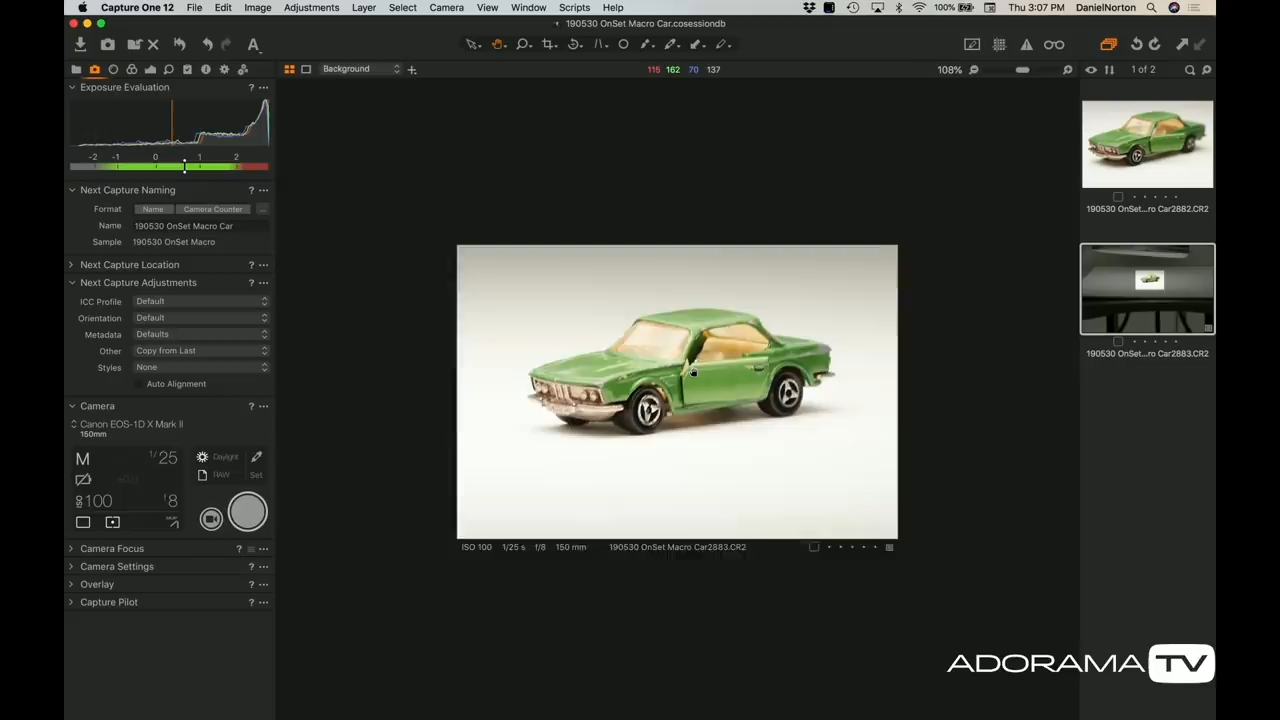 Capture One 12 File Edit Image Adjustments Layer Select Camera View Window Scripts Help 100% Thu 3:07 PM DanielNorton
190530 OnSet Macro Car.cosessiondb
A
Background 115 162 70 137 108% 1 of 2
Exposure Evaluation ? ...
-2 -1 0 1 2
Next Capture Naming ? ...
Format Name Camera Counter ...
Name 190530 OnSet Macro Car
Sample 190530 OnSet Macro
Next Capture Location ? ...
Next Capture Adjustments ? ...
ICC Profile Default
Orientation Default
Metadata Defaults
Other Copy from Last
Styles None
Auto Alignment
Camera
Canon EOS-1D X Mark II
150mm
M 1/25 Daylight
RAW Set
ISO 100 f8
Camera Focus ? ...
Camera Settings ? ...
Overlay ? ...
Capture Pilot ? ...
ISO 100 1/25 s f/8 150 mm 190530 OnSet Macro Car2883.CR2
190530 OnSet...ro Car2882.CR2
190530 OnSet...ro Car2883.CR2
ADORAMA TV